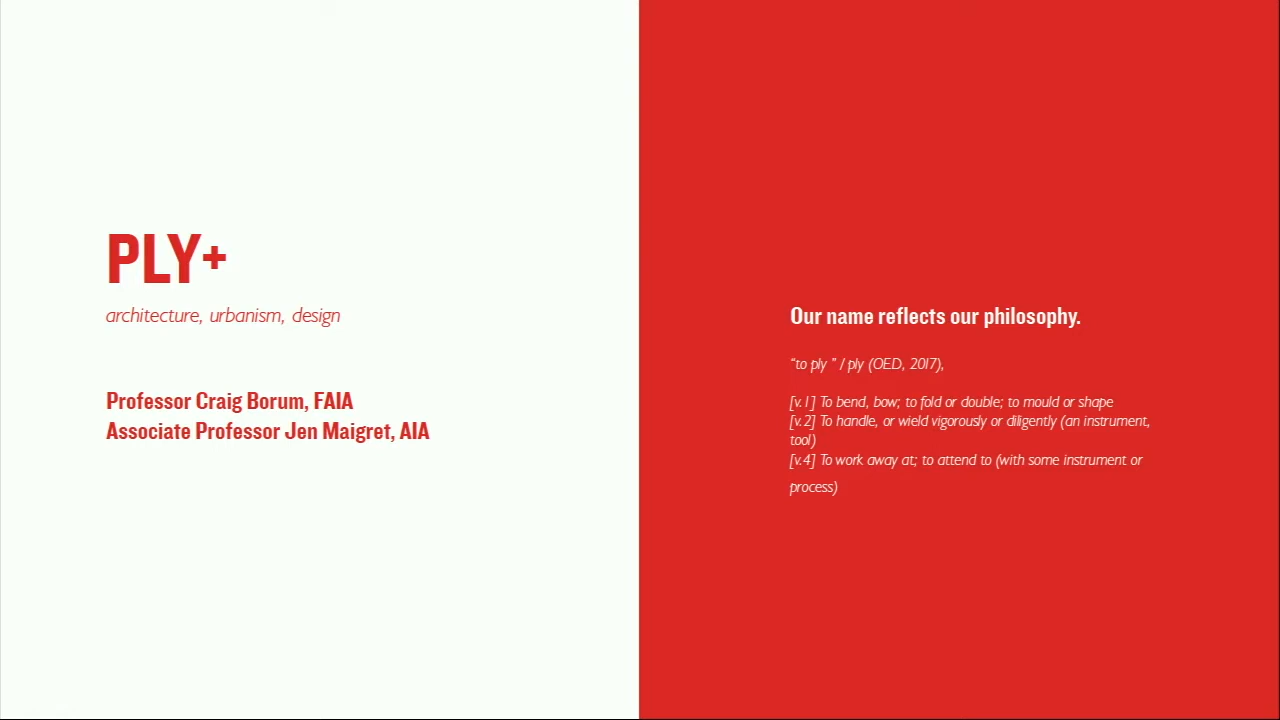 PLY+
architecture, urbanism, design
Professor Craig Borum, FAIA
Associate Professor Jen Maigret, AIA
Our name reflects our philosophy.
“to ply ” / ply (OED, 2017),
[v.1] To bend, bow; to fold or double; to mould or shape
[v.2] To handle, or wield vigorously or diligently (an instrument,
tool)
[v.4] To work away at; to attend to (with some instrument or
process)